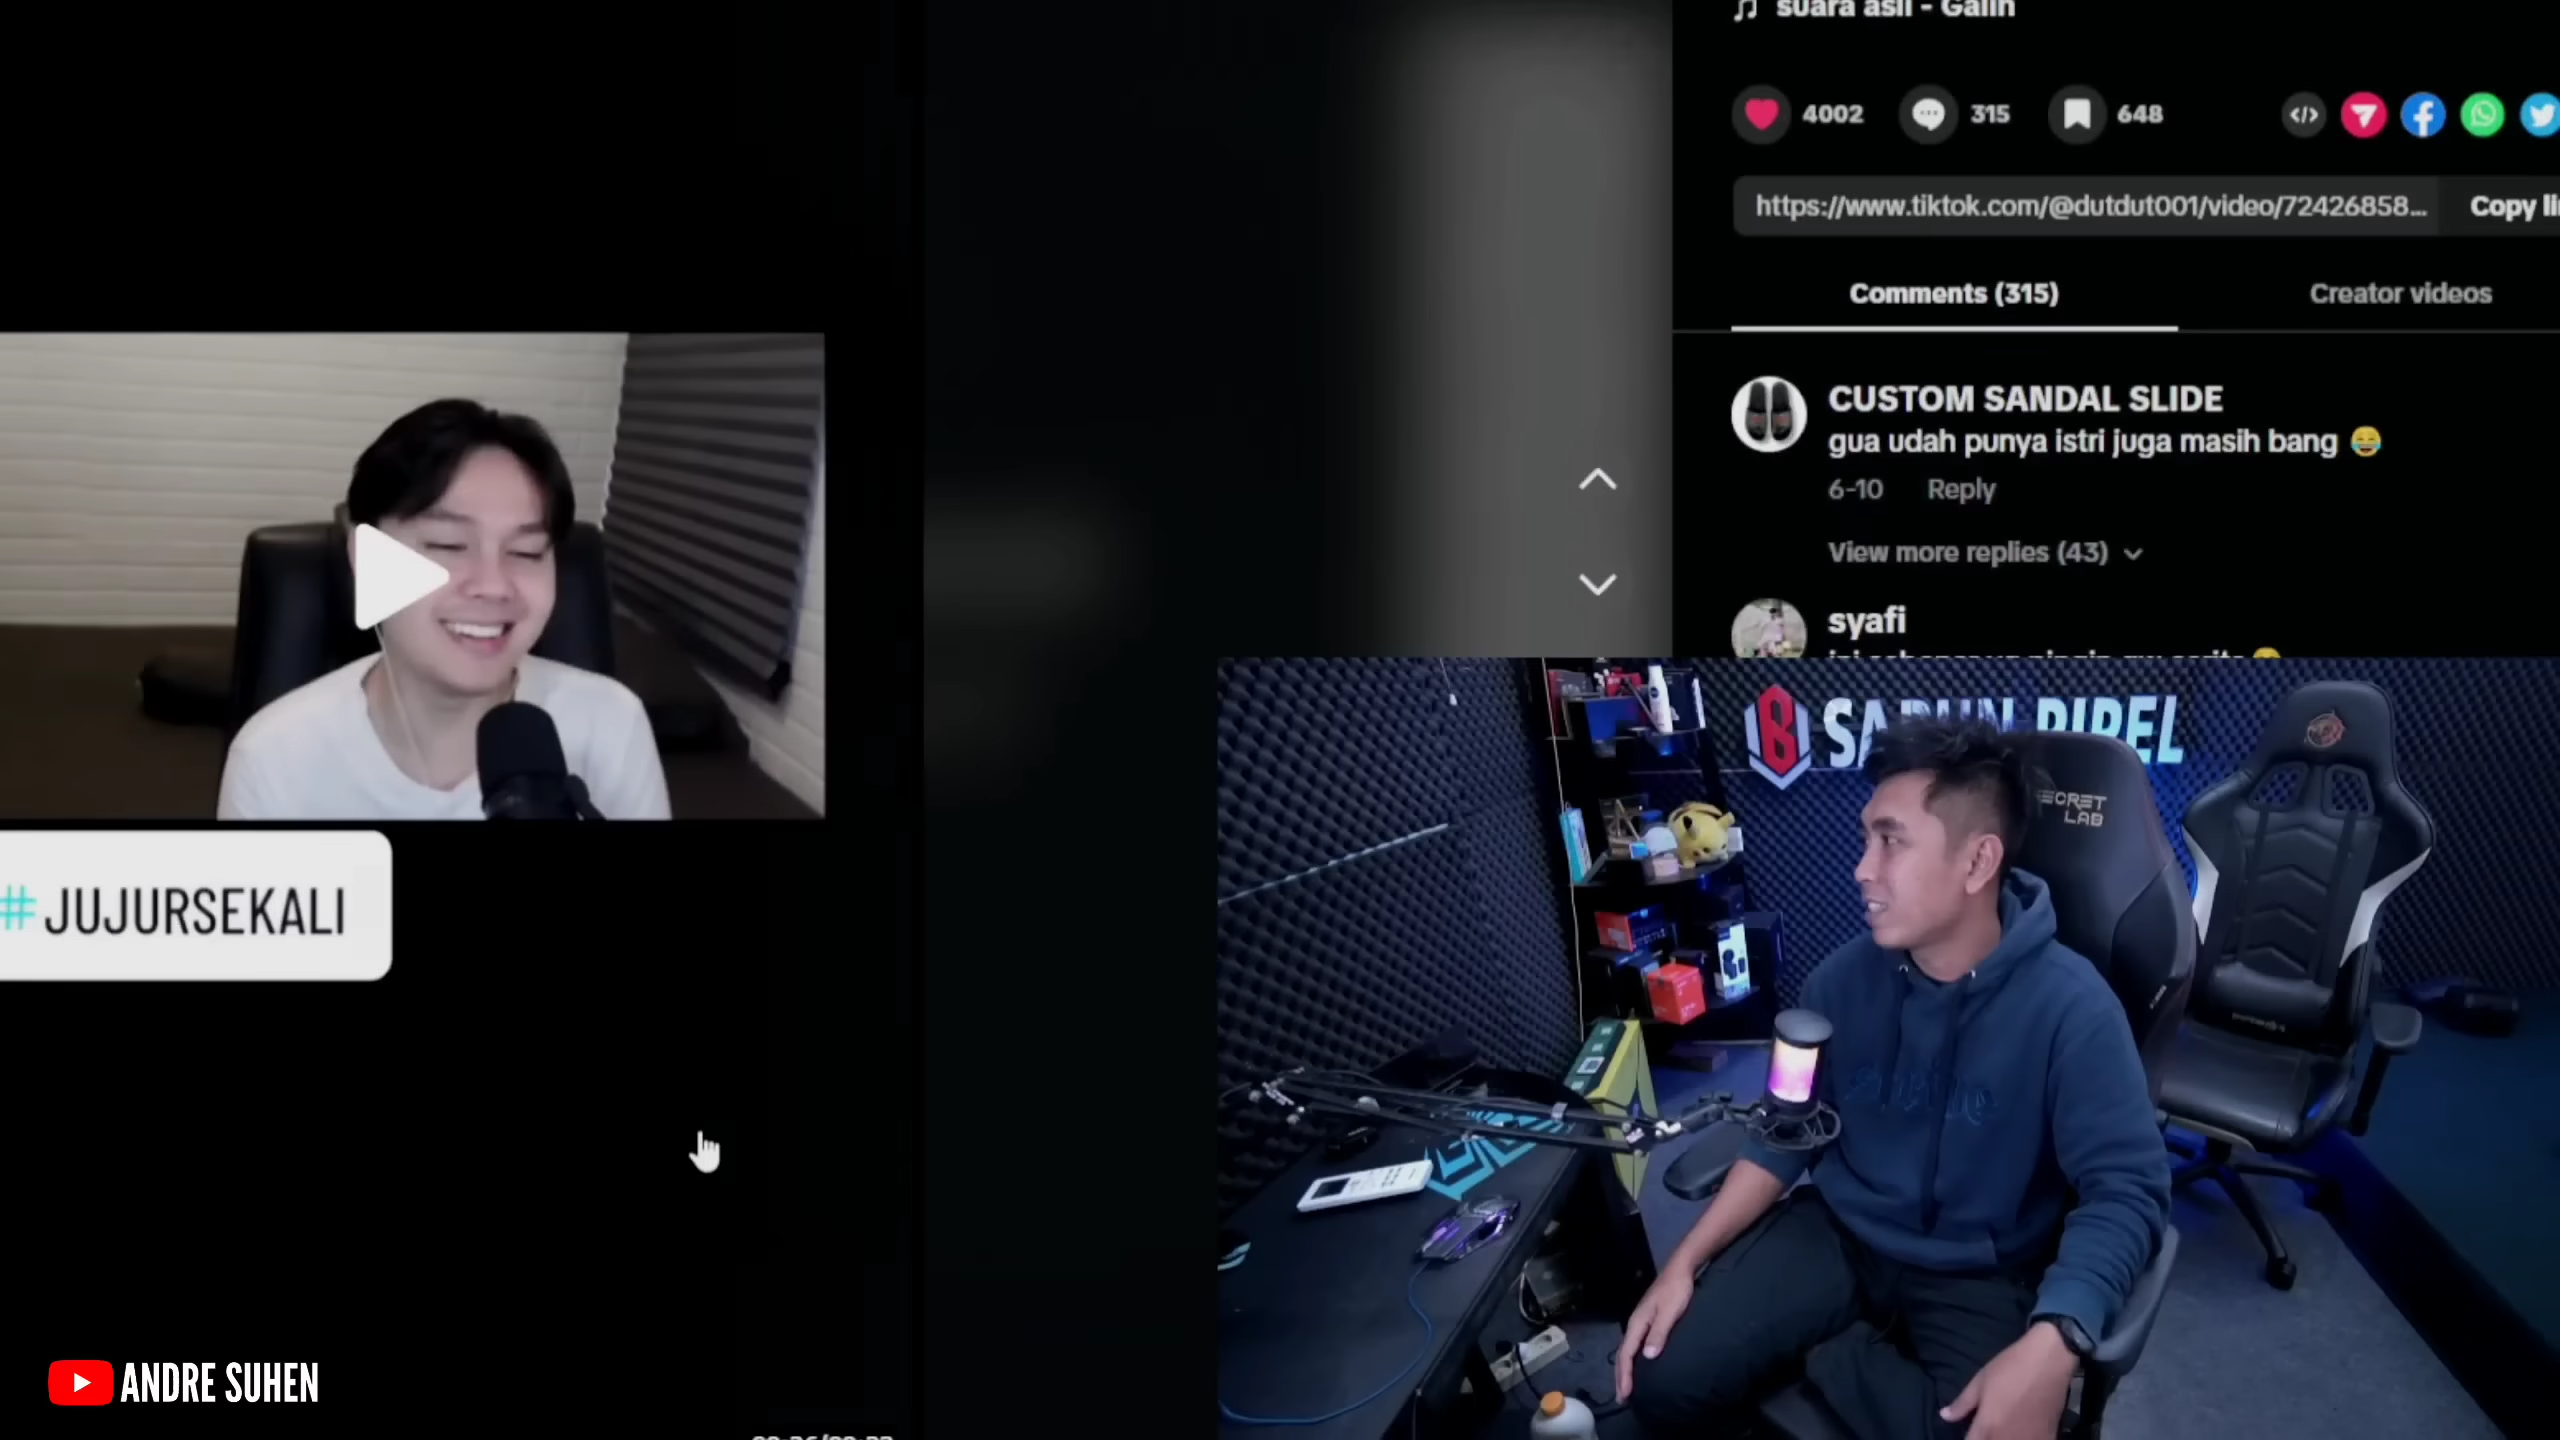 suara asli - Galih
4002
315
648
https://www.tiktok.com/@dutdut001/video/72426858...
Copy li
Comments (315)
Creator videos
CUSTOM SANDAL SLIDE
gua udah punya istri juga masih bang 😂
6-10
Reply
View more replies (43)
syafi
#JUJURSEKALI
SECRET
LAB
ANDRE SUHEN